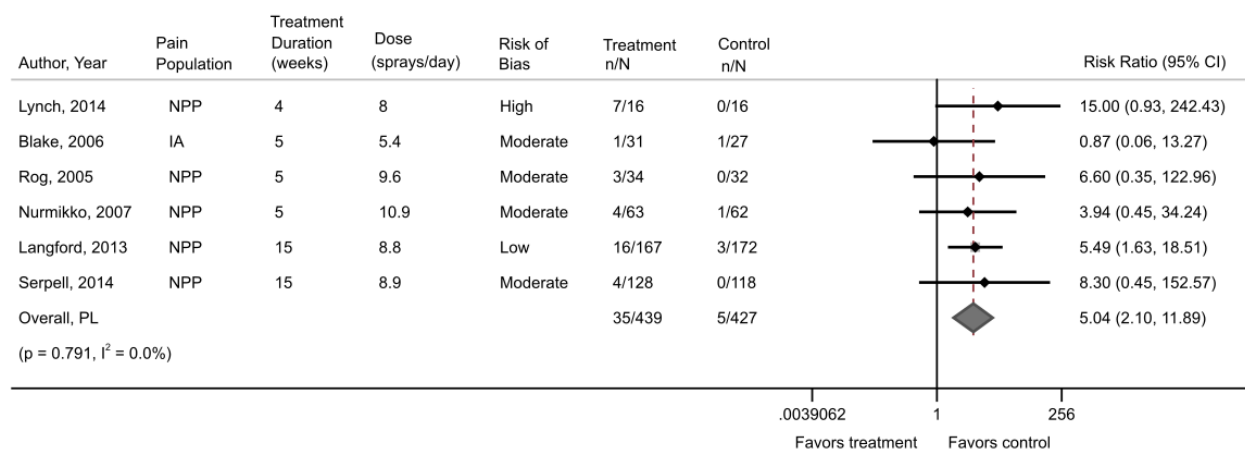 Author, Year Pain Population Treatment Duration (weeks) Dose (sprays/day) Risk of Bias Treatment n/N Control n/N Risk Ratio (95% CI)
Lynch, 2014 NPP 4 8 High 7/16 0/16 15.00 (0.93, 242.43)
Blake, 2006 IA 5 5.4 Moderate 1/31 1/27 0.87 (0.06, 13.27)
Rog, 2005 NPP 5 9.6 Moderate 3/34 0/32 6.60 (0.35, 122.96)
Nurmikko, 2007 NPP 5 10.9 Moderate 4/63 1/62 3.94 (0.45, 34.24)
Langford, 2013 NPP 15 8.8 Low 16/167 3/172 5.49 (1.63, 18.51)
Serpell, 2014 NPP 15 8.9 Moderate 4/128 0/118 8.30 (0.45, 152.57)
Overall, PL 35/439 5/427 5.04 (2.10, 11.89)
(p = 0.791, I² = 0.0%)
.0039062 1 256
Favors treatment Favors control